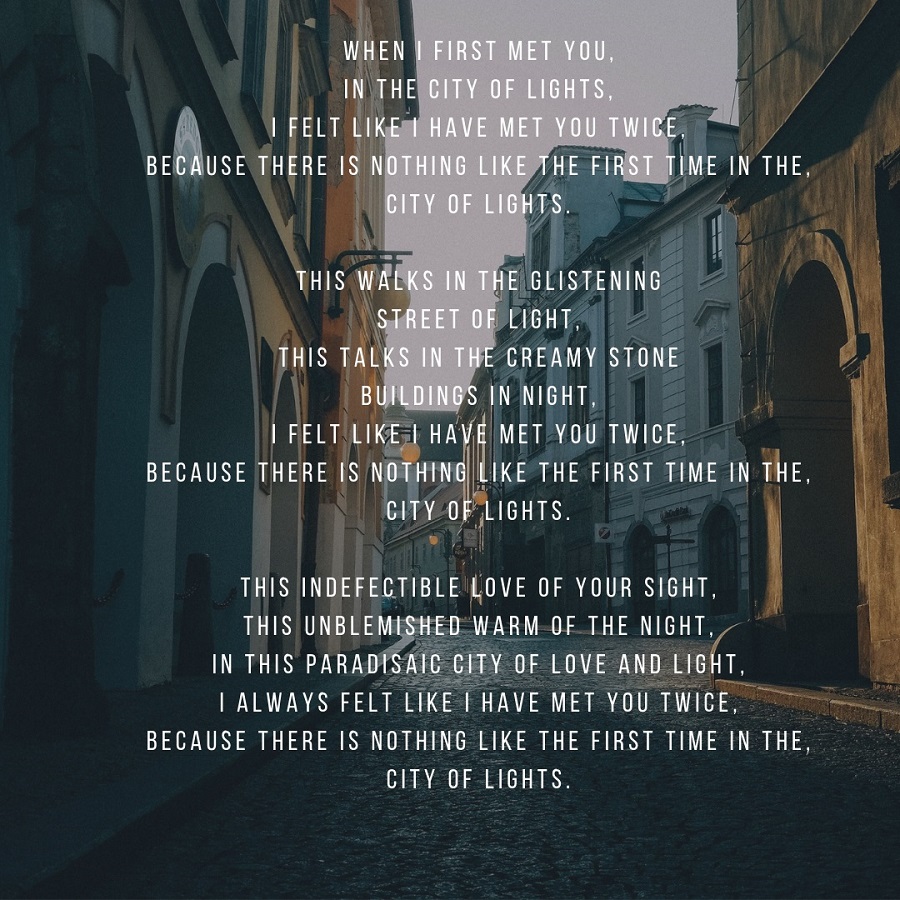 WHEN I FIRST MET YOU,
IN THE CITY OF LIGHTS,
I FELT LIKE I HAVE MET YOU TWICE,
BECAUSE THERE IS NOTHING LIKE THE FIRST TIME IN THE,
CITY OF LIGHTS.
THIS WALKS IN THE GLISTENING
STREET OF LIGHT,
THIS TALKS IN THE CREAMY STONE
BUILDINGS IN NIGHT,
I FELT LIKE I HAVE MET YOU TWICE,
BECAUSE THERE IS NOTHING LIKE THE FIRST TIME IN THE,
CITY OF LIGHTS.
THIS INDEFECTIBLE LOVE OF YOUR SIGHT,
THIS UNBLEMISHED WARM OF THE NIGHT,
IN THIS PARADISAIC CITY OF LOVE AND LIGHT,
I ALWAYS FELT LIKE I HAVE MET YOU TWICE,
BECAUSE THERE IS NOTHING LIKE THE FIRST TIME IN THE,
CITY OF LIGHTS.